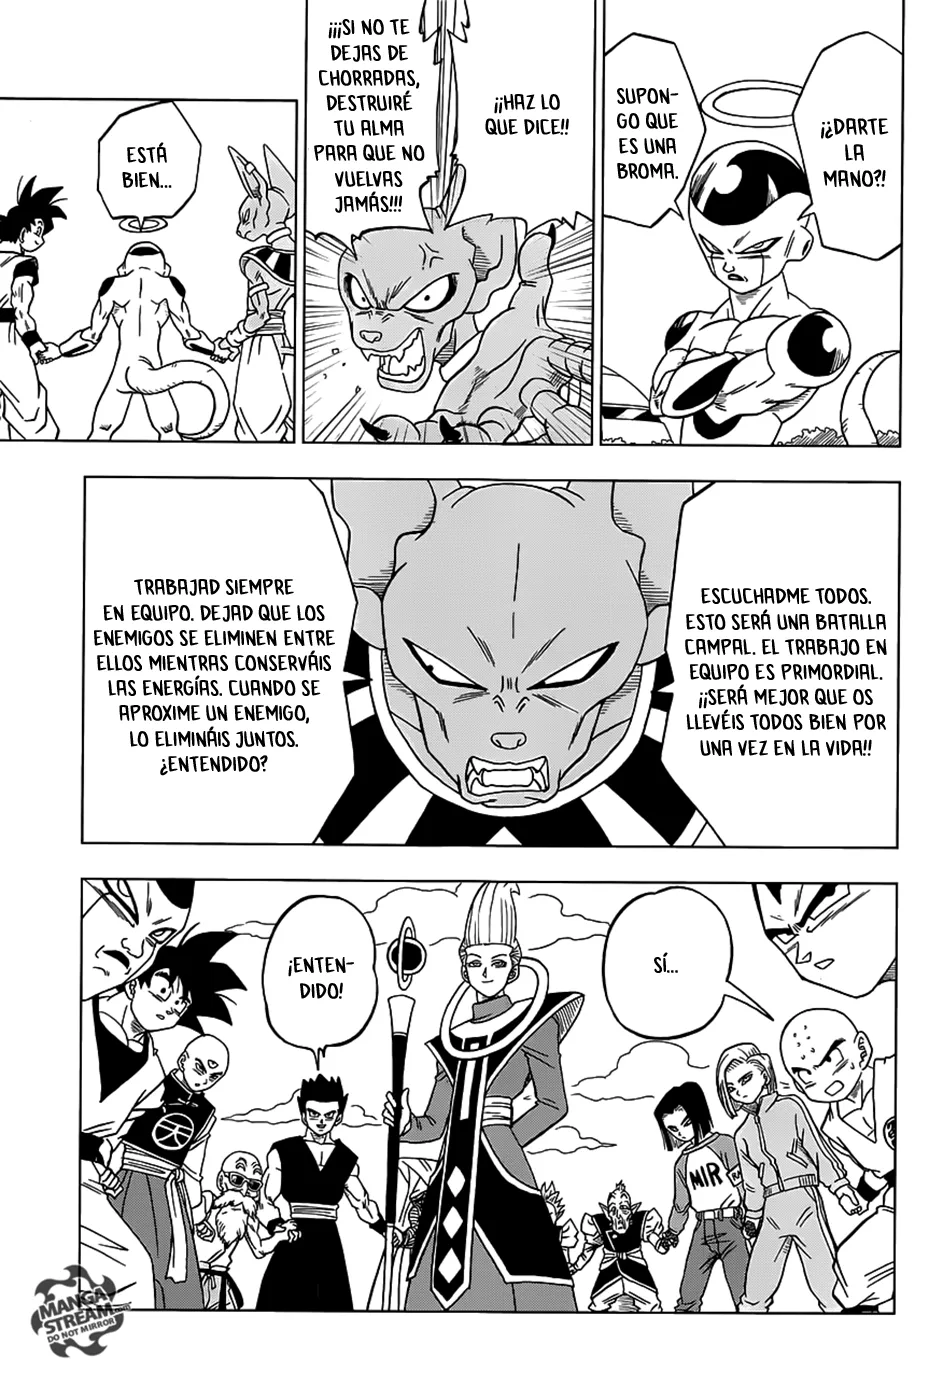 ¡¿DARTE
LA
MANO?!
SUPON-
GO QUE
ES UNA
BROMA.
¡¡HAZ LO
QUE DICE!!
¡¡¡SI NO TE
DEJAS DE
CHORRADAS,
DESTRUIRÉ
TU ALMA
PARA QUE NO
VUELVAS
JAMÁS!!!
ESTÁ
BIEN...
ESCUCHADME TODOS.
ESTO SERÁ UNA BATALLA
CAMPAL. EL TRABAJO EN
EQUIPO ES PRIMORDIAL.
¡¡SERÁ MEJOR QUE OS
LLEVÉIS TODOS BIEN POR
UNA VEZ EN LA VIDA!!
TRABAJAD SIEMPRE
EN EQUIPO. DEJAD QUE LOS
ENEMIGOS SE ELIMINEN ENTRE
ELLOS MIENTRAS CONSERVÁIS
LAS ENERGÍAS. CUANDO SE
APROXIME UN ENEMIGO,
LO ELIMINÁIS JUNTOS.
¿ENTENDIDO?
SÍ...
¡ENTEN-
DIDO!
天
MIR
MANGA
STREAM.com
DO NOT MIRROR